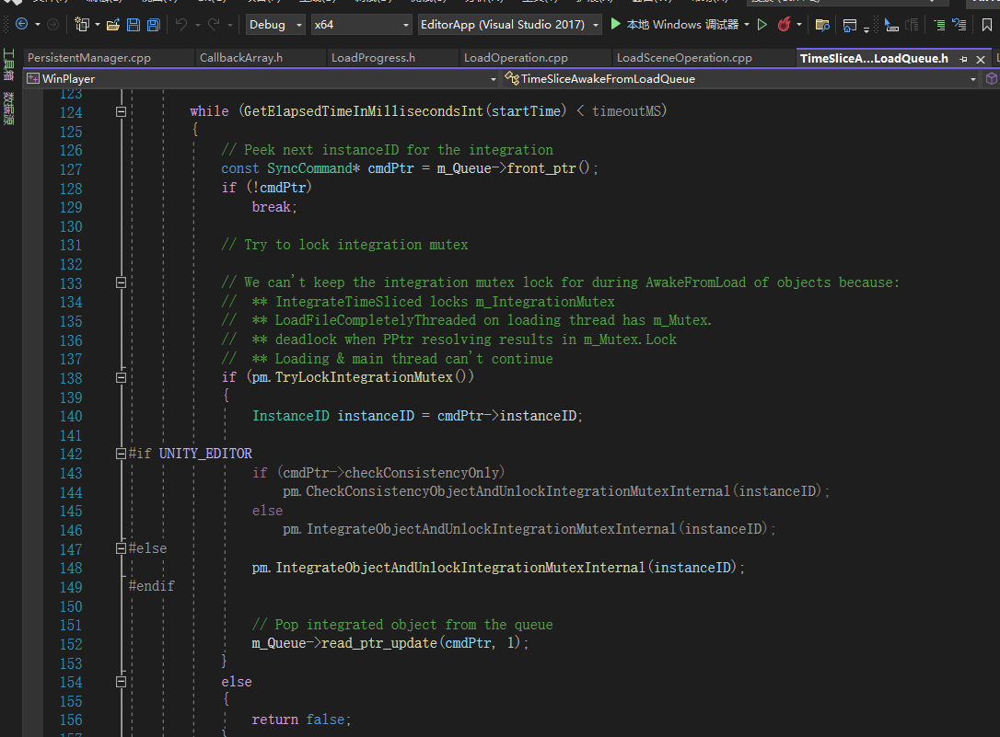 Debug x64 EditorApp (Visual Studio 2017) 本地 Windows 调试器
工具箱
数据源
PersistentManager.cpp CallbackArray.h LoadProgress.h LoadOperation.cpp LoadSceneOperation.cpp TimeSliceA...LoadQueue.h
WinPlayer TimeSliceAwakeFromLoadQueue
123
124 while (GetElapsedTimeInMillisecondsInt(startTime) < timeoutMS)
125 {
126 // Peek next instanceID for the integration
127 const SyncCommand* cmdPtr = m_Queue->front_ptr();
128 if (!cmdPtr)
129 break;
130
131 // Try to lock integration mutex
132
133 // We can't keep the integration mutex lock for during AwakeFromLoad of objects because:
134 // ** IntegrateTimeSliced locks m_IntegrationMutex
135 // ** LoadFileCompletelyThreaded on loading thread has m_Mutex.
136 // ** deadlock when PPtr resolving results in m_Mutex.Lock
137 // ** Loading & main thread can't continue
138 if (pm.TryLockIntegrationMutex())
139 {
140 InstanceID instanceID = cmdPtr->instanceID;
141
142 #if UNITY_EDITOR
143 if (cmdPtr->checkConsistencyOnly)
144 pm.CheckConsistencyObjectAndUnlockIntegrationMutexInternal(instanceID);
145 else
146 pm.IntegrateObjectAndUnlockIntegrationMutexInternal(instanceID);
147 #else
148 pm.IntegrateObjectAndUnlockIntegrationMutexInternal(instanceID);
149 #endif
150
151 // Pop integrated object from the queue
152 m_Queue->read_ptr_update(cmdPtr, 1);
153 }
154 else
155 {
156 return false;
157 }